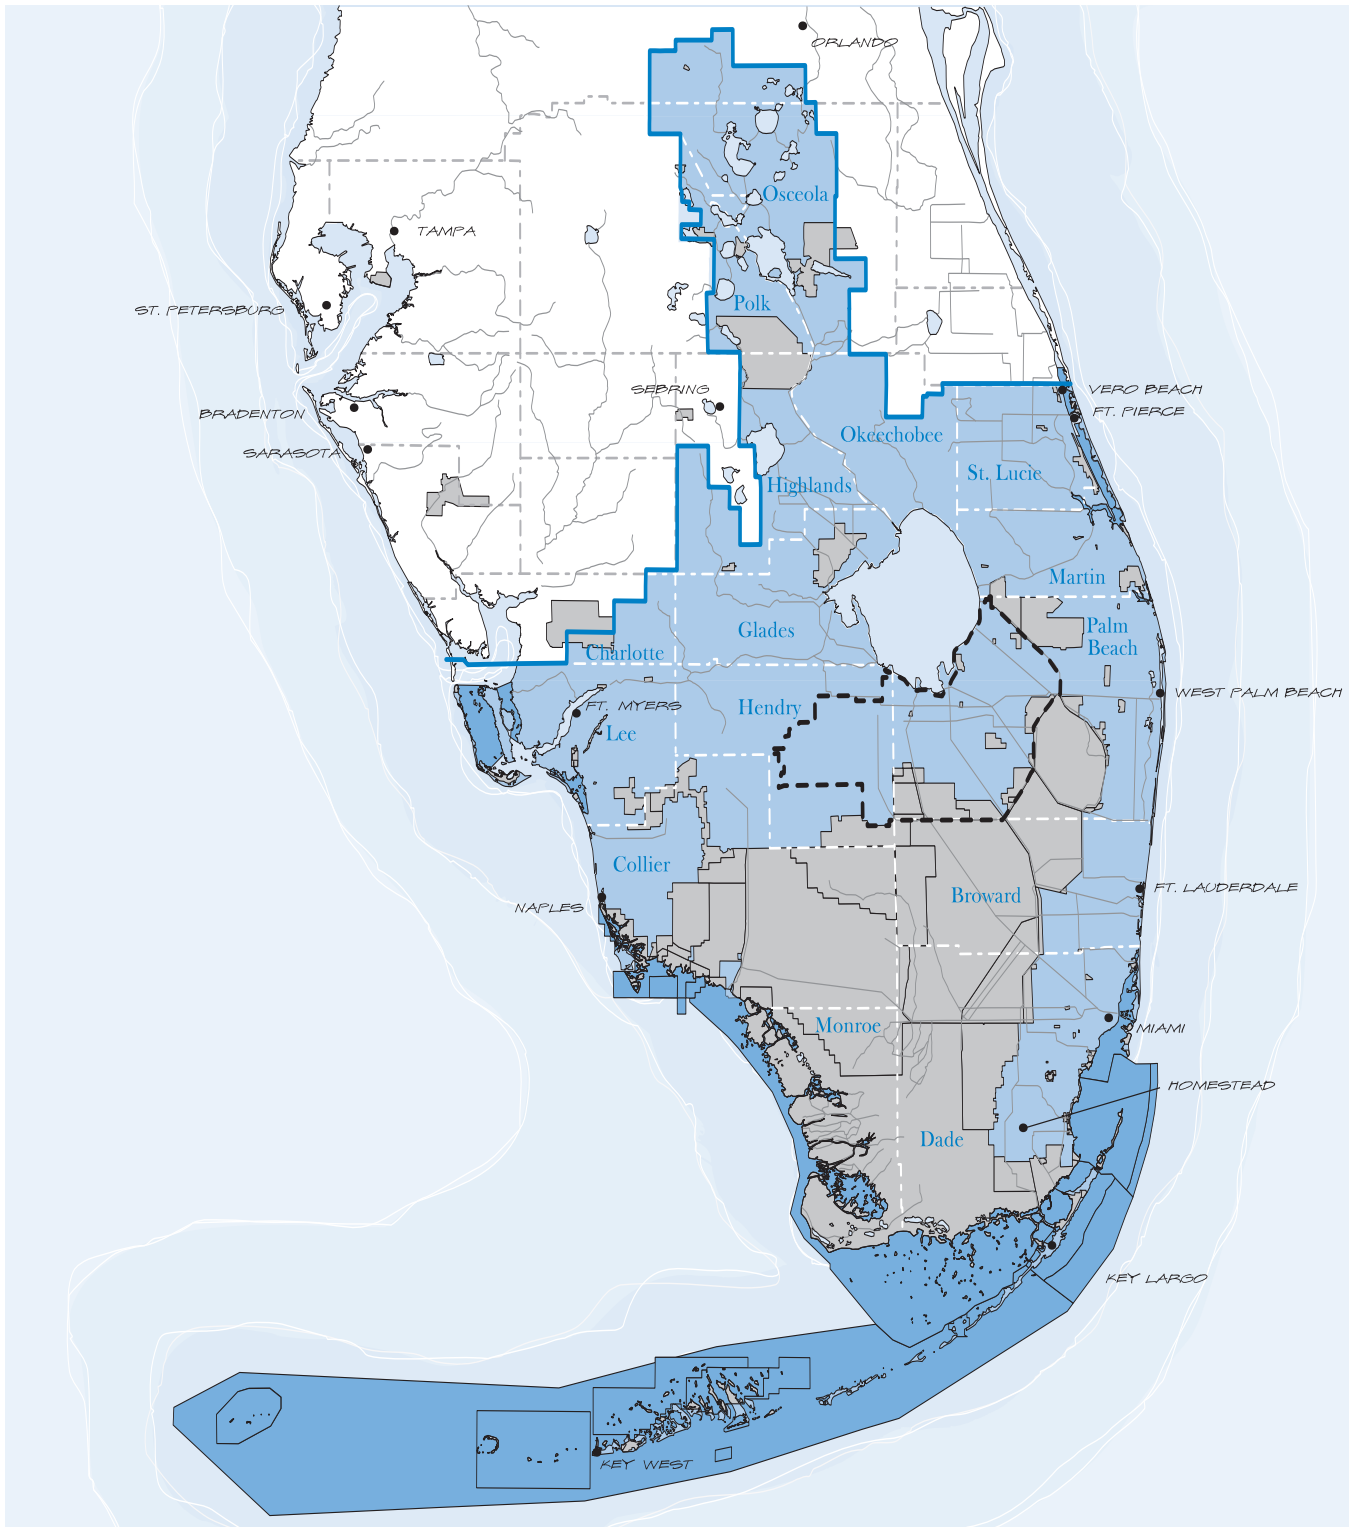 ORLANDO
Osceola
TAMPA
Polk
ST. PETERSBURG
SEBRING
VERO BEACH
BRADENTON
FT. PIERCE
Okeechobee
SARASOTA
St. Lucie
Highlands
Martin
Glades
Palm
Beach
Charlotte
WEST PALM BEACH
FT. MYERS
Hendry
Lee
Collier
FT. LAUDERDALE
Broward
NAPLES
Monroe
MIAMI
HOMESTEAD
Dade
KEY LARGO
KEY WEST